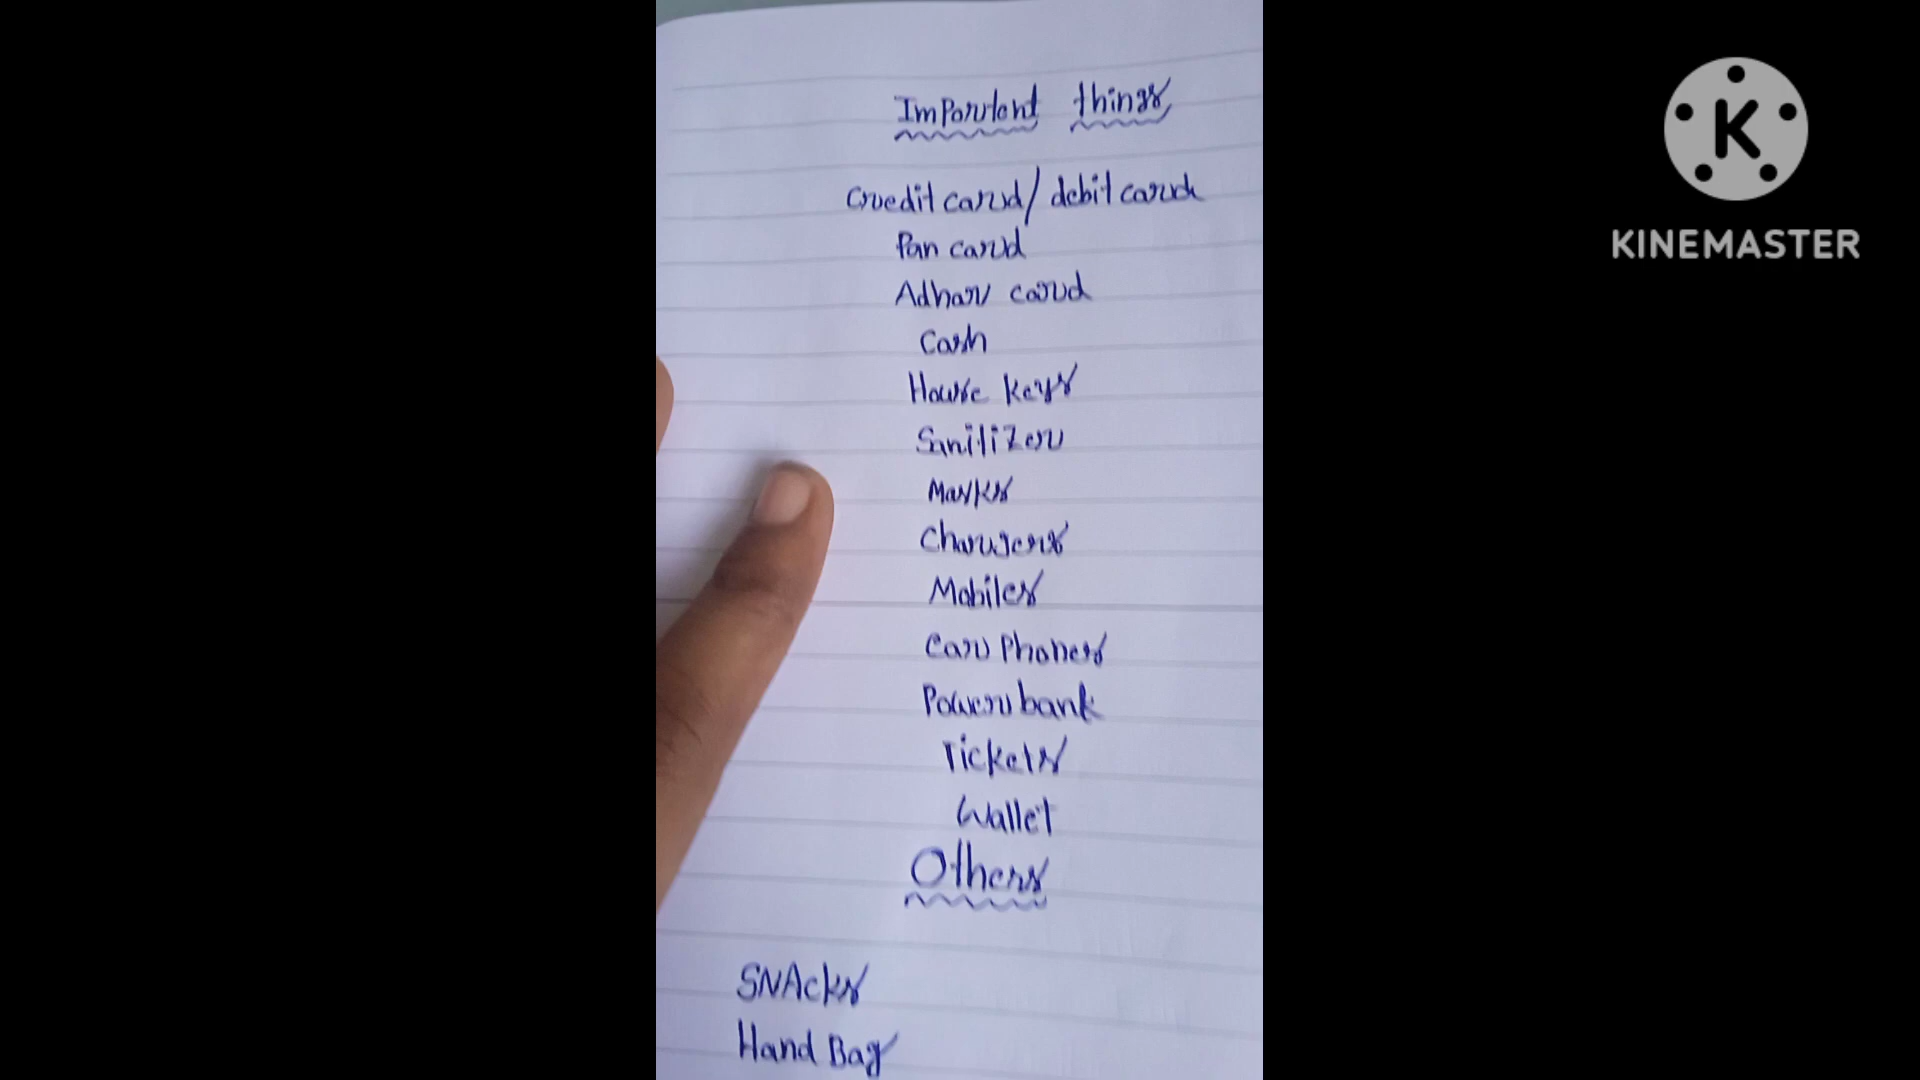 Important things
credit card/debit card
Pan card
Adhar card
Cash
House keys
Sanitizer
Masks
Chargers
Mobiles
Ear Phones
Power bank
Tickets
Wallet
Others
SNAcks
Hand Bag
KINEMASTER